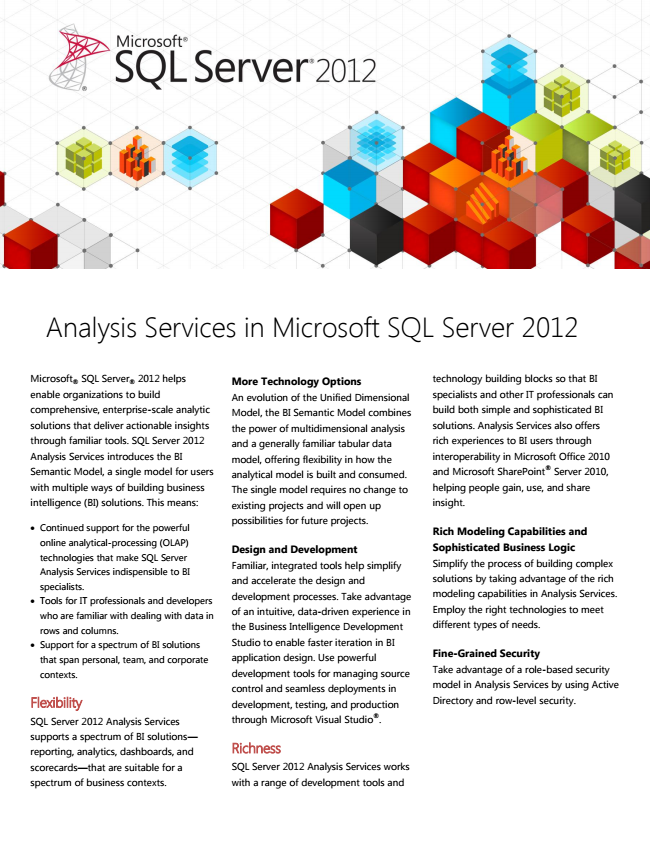 Microsoft®
SQL Server® 2012
®
Analysis Services in Microsoft SQL Server 2012
Microsoft® SQL Server® 2012 helps
enable organizations to build
comprehensive, enterprise-scale analytic
solutions that deliver actionable insights
through familiar tools. SQL Server 2012
Analysis Services introduces the BI
Semantic Model, a single model for users
with multiple ways of building business
intelligence (BI) solutions. This means:
• Continued support for the powerful
online analytical-processing (OLAP)
technologies that make SQL Server
Analysis Services indispensible to BI
specialists.
• Tools for IT professionals and developers
who are familiar with dealing with data in
rows and columns.
• Support for a spectrum of BI solutions
that span personal, team, and corporate
contexts.
Flexibility
SQL Server 2012 Analysis Services
supports a spectrum of BI solutions—
reporting, analytics, dashboards, and
scorecards—that are suitable for a
spectrum of business contexts.
More Technology Options
An evolution of the Unified Dimensional
Model, the BI Semantic Model combines
the power of multidimensional analysis
and a generally familiar tabular data
model, offering flexibility in how the
analytical model is built and consumed.
The single model requires no change to
existing projects and will open up
possibilities for future projects.
Design and Development
Familiar, integrated tools help simplify
and accelerate the design and
development processes. Take advantage
of an intuitive, data-driven experience in
the Business Intelligence Development
Studio to enable faster iteration in BI
application design. Use powerful
development tools for managing source
control and seamless deployments in
development, testing, and production
through Microsoft Visual Studio®.
Richness
SQL Server 2012 Analysis Services works
with a range of development tools and
technology building blocks so that BI
specialists and other IT professionals can
build both simple and sophisticated BI
solutions. Analysis Services also offers
rich experiences to BI users through
interoperability in Microsoft Office 2010
and Microsoft SharePoint® Server 2010,
helping people gain, use, and share
insight.
Rich Modeling Capabilities and
Sophisticated Business Logic
Simplify the process of building complex
solutions by taking advantage of the rich
modeling capabilities in Analysis Services.
Employ the right technologies to meet
different types of needs.
Fine-Grained Security
Take advantage of a role-based security
model in Analysis Services by using Active
Directory and row-level security.